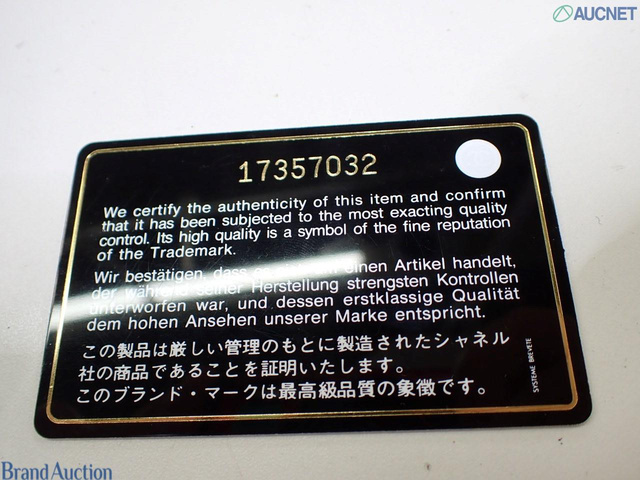 AUCNET
17357032
We certify the authenticity of this item and confirm
that it has been subjected to the most exacting quality
control. Its high quality is a symbol of the fine reputation
of the Trademark.
Wir bestätigen, dass es einen Artikel handelt,
der während seiner Herstellung strengsten Kontrollen
unterworfen war, und dessen erstklassige Qualität
dem hohen Ansehen unserer Marke entspricht.
この製品は厳しい管理のもとに製造されたシャネル
社の商品であることを証明いたします。
このブランド・マークは最高級品質の象徴です。
SYSTEME BREVETE
Brand Auction